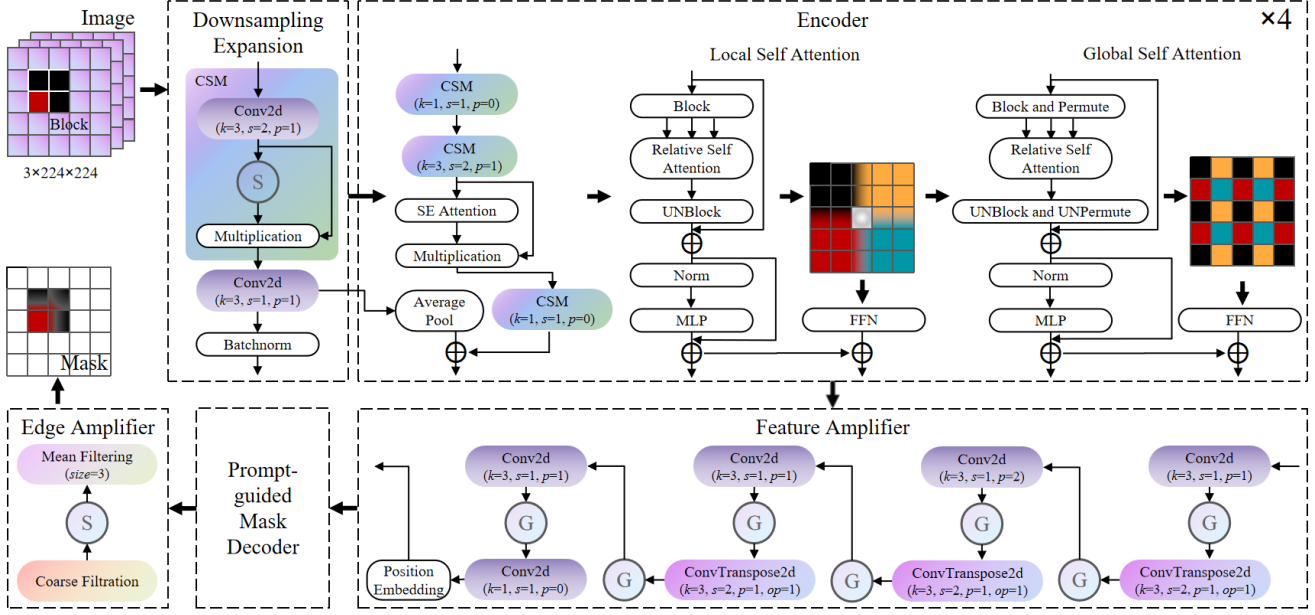 Image
Block
3×224×224
Downsampling
Expansion
CSM
Conv2d
(k=3, s=2, p=1)
S
Multiplication
Conv2d
(k=3, s=1, p=1)
Batchnorm
Encoder
×4
CSM
(k=1, s=1, p=0)
CSM
(k=3, s=2, p=1)
SE Attention
Multiplication
CSM
(k=1, s=1, p=0)
Average
Pool
Local Self Attention
Block
Relative Self
Attention
UNBlock
Norm
MLP
FFN
Global Self Attention
Block and Permute
Relative Self
Attention
UNBlock and UNPermute
Norm
MLP
FFN
Feature Amplifier
Conv2d
(k=3, s=1, p=1)
G
ConvTranspose2d
(k=3, s=2, p=1, op=1)
G
Conv2d
(k=3, s=1, p=2)
G
ConvTranspose2d
(k=3, s=2, p=1, op=1)
G
Conv2d
(k=3, s=1, p=1)
G
ConvTranspose2d
(k=3, s=2, p=1, op=1)
G
Conv2d
(k=3, s=1, p=1)
G
Conv2d
(k=1, s=1, p=0)
Position
Embedding
Prompt-
guided
Mask
Decoder
Edge Amplifier
Mean Filtering
(size=3)
S
Coarse Filtration
Mask